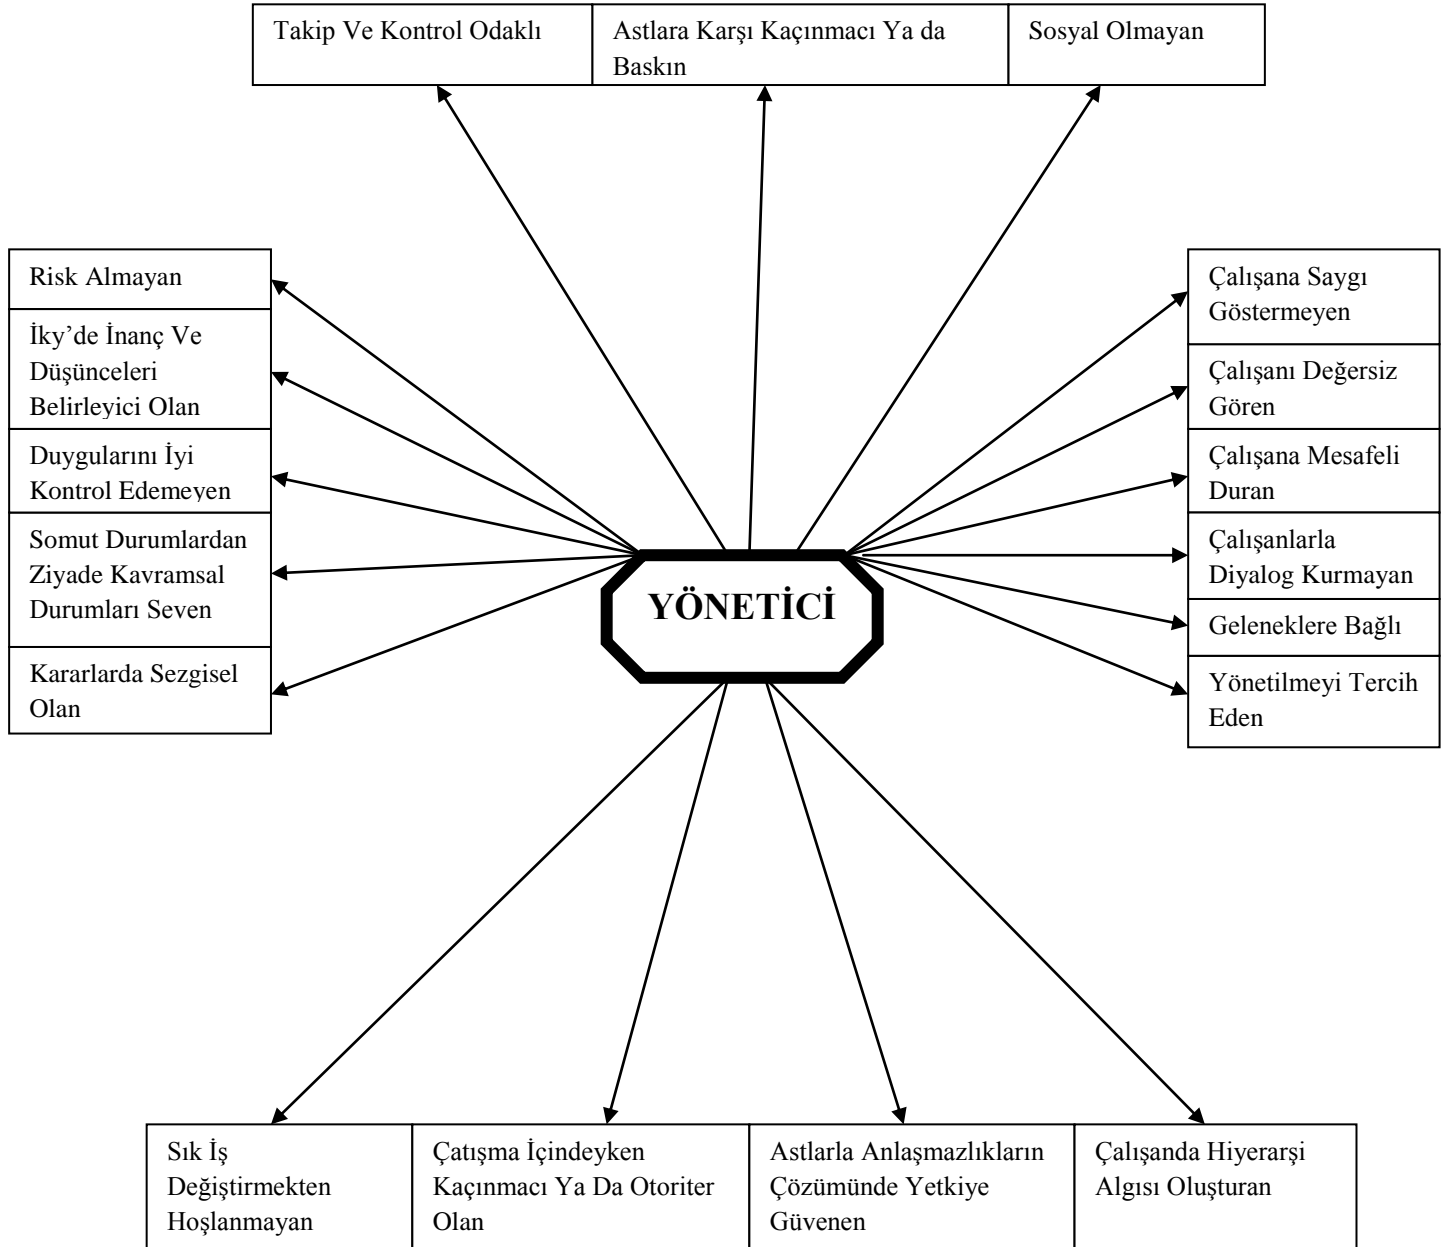 Takip Ve Kontrol Odaklı
Astlara Karşı Kaçınmacı Ya da
Baskın
Sosyal Olmayan
Risk Almayan
İky’de İnanç Ve
Düşünceleri
Belirleyici Olan
Duygularını İyi
Kontrol Edemeyen
Somut Durumlardan
Ziyade Kavramsal
Durumları Seven
Kararlarda Sezgisel
Olan
YÖNETİCİ
Çalışana Saygı
Göstermeyen
Çalışanı Değersiz
Gören
Çalışana Mesafeli
Duran
Çalışanlarla
Diyalog Kurmayan
Geleneklere Bağlı
Yönetilmeyi Tercih
Eden
Sık İş
Değiştirmekten
Hoşlanmayan
Çatışma İçindeyken
Kaçınmacı Ya Da Otoriter
Olan
Astlarla Anlaşmazlıkların
Çözümünde Yetkiye
Güvenen
Çalışanda Hiyerarşi
Algısı Oluşturan